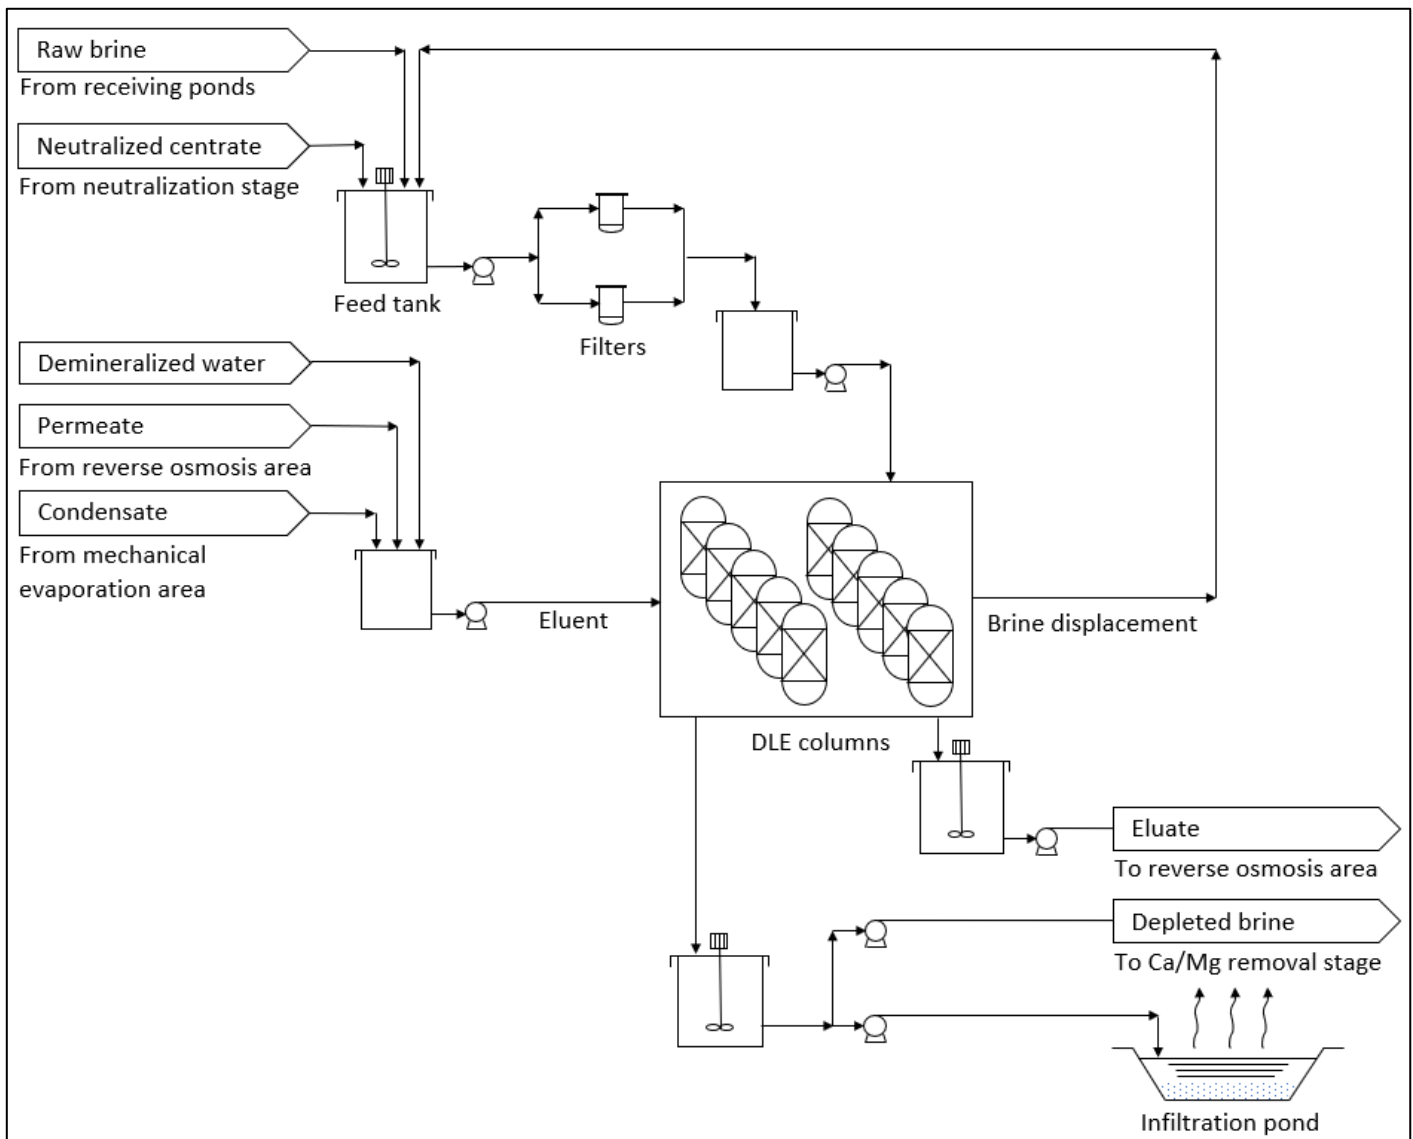 Raw brine
From receiving ponds
Neutralized centrate
From neutralization stage
Feed tank
Filters
Demineralized water
Permeate
From reverse osmosis area
Condensate
From mechanical
evaporation area
Eluent
Brine displacement
DLE columns
Eluate
To reverse osmosis area
Depleted brine
To Ca/Mg removal stage
Infiltration pond